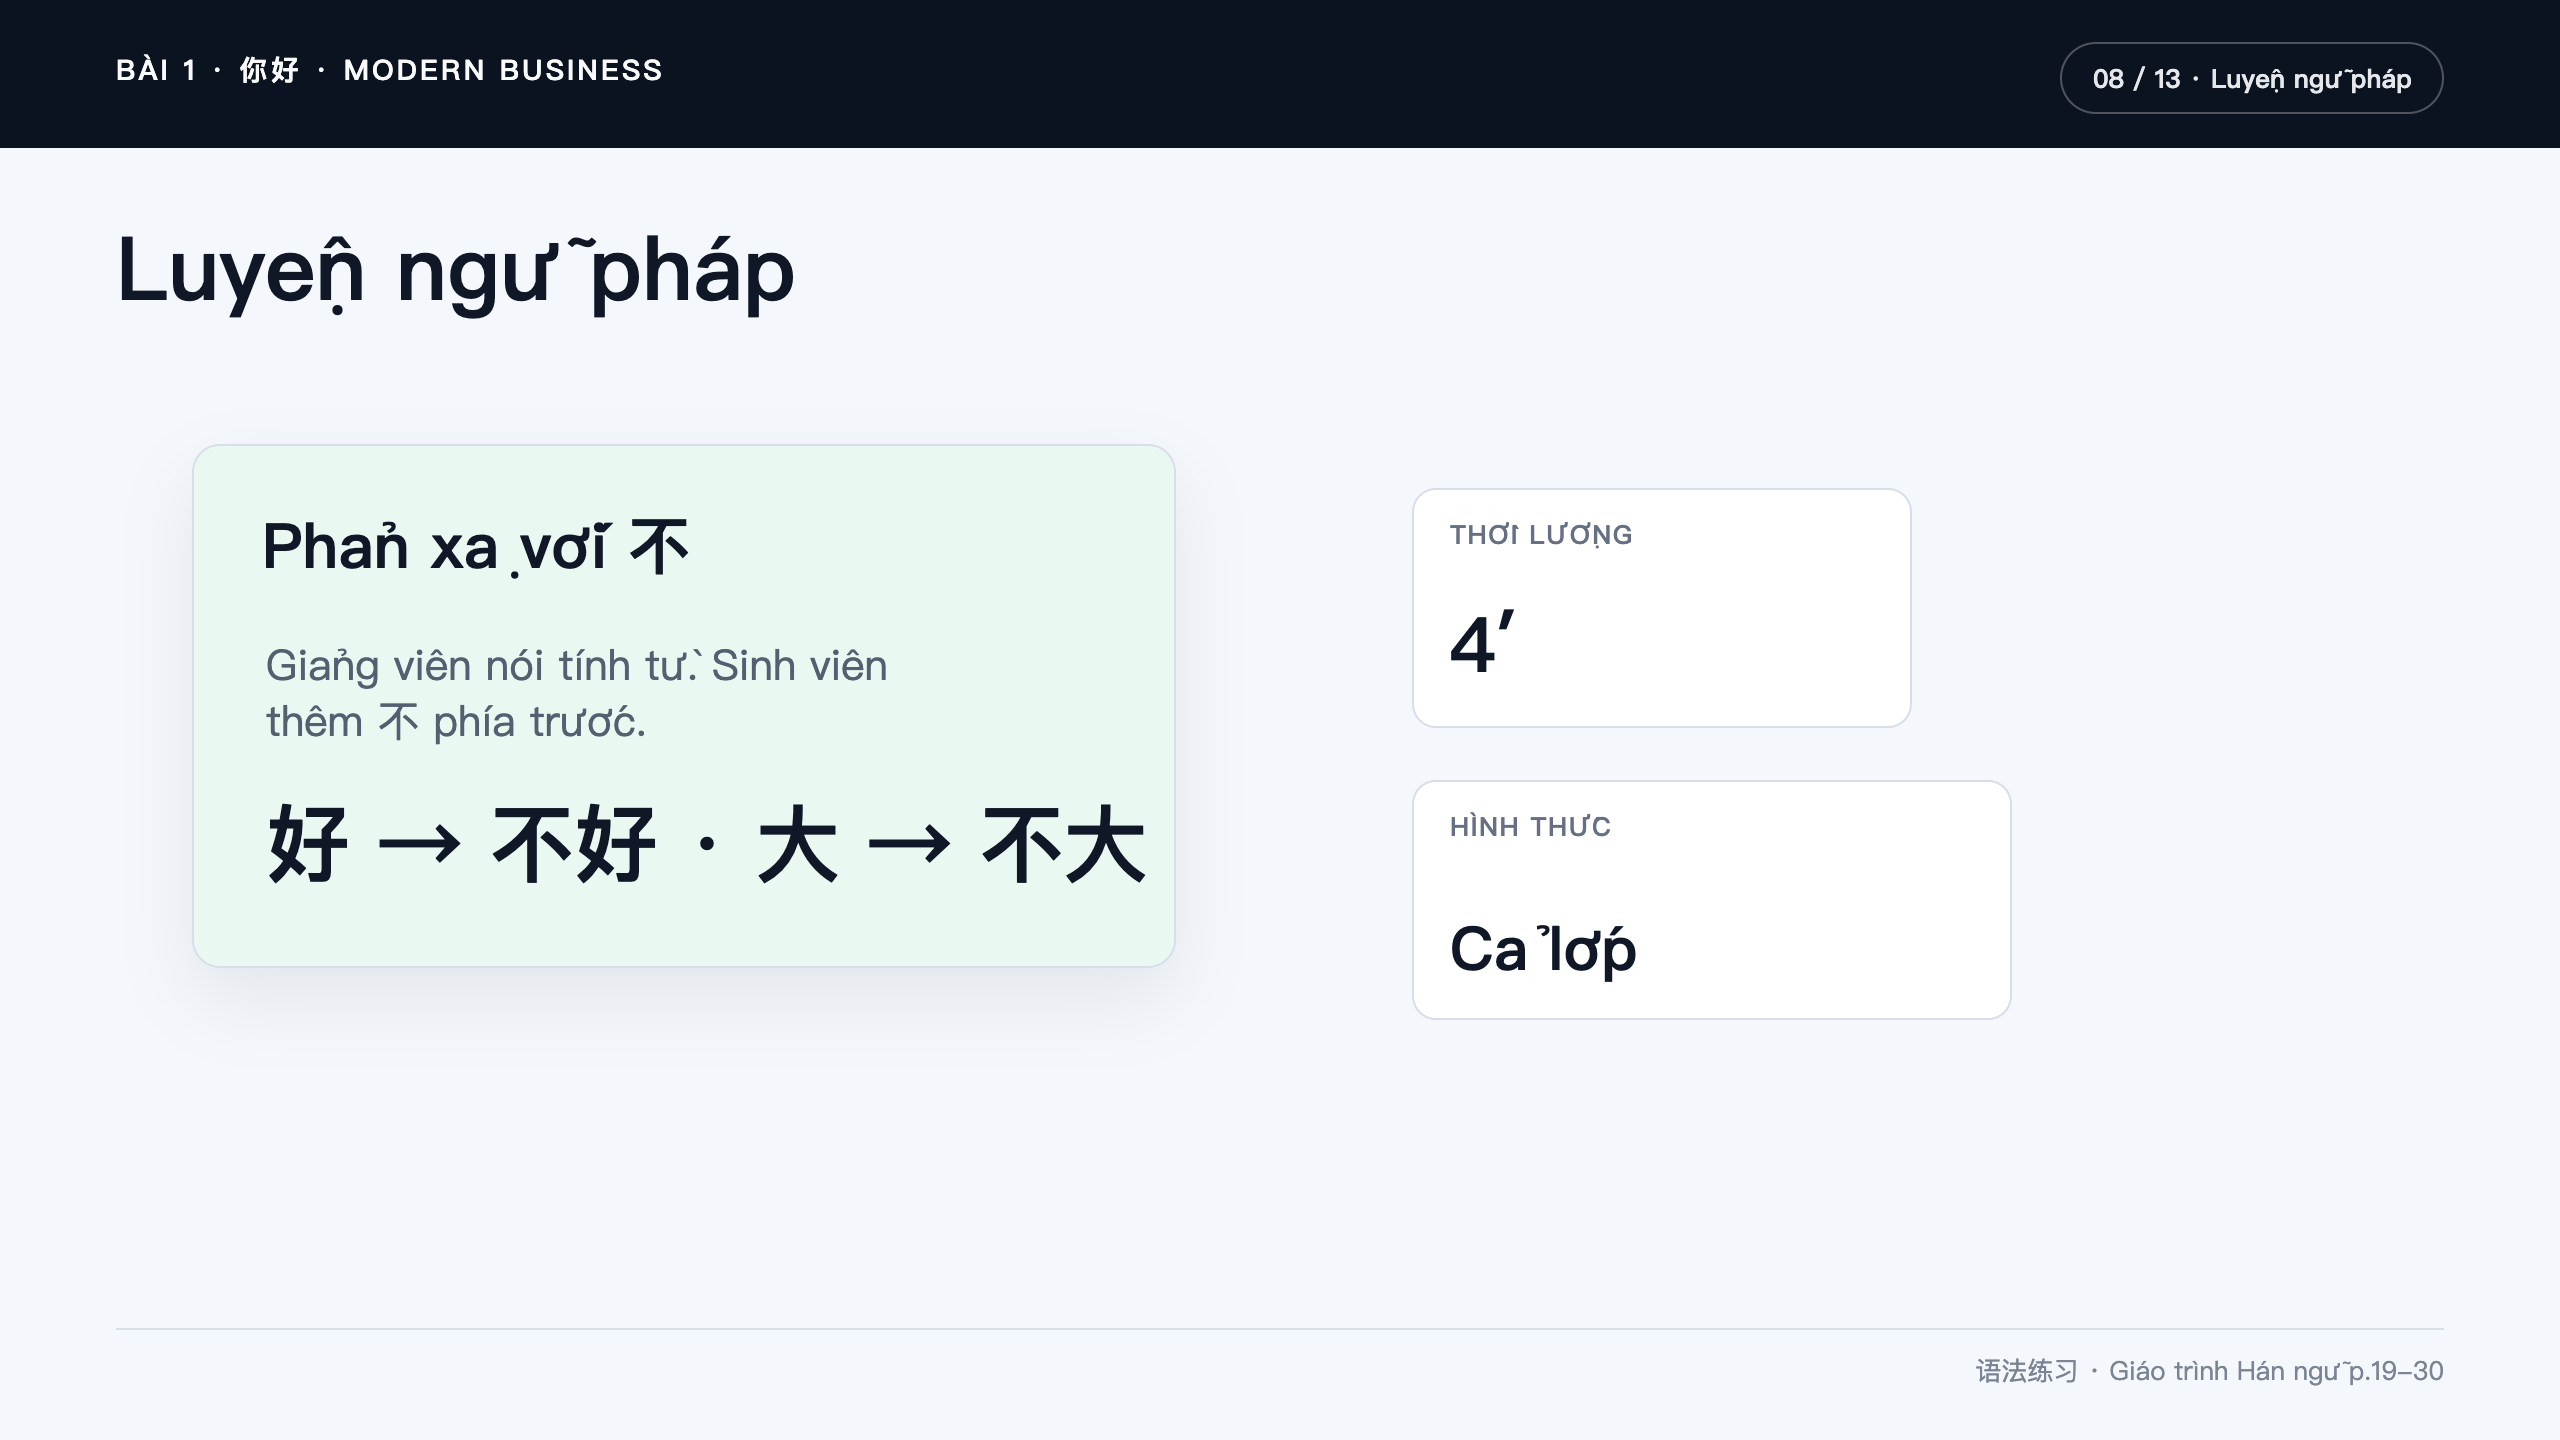 BÀI 1 · 你好 · MODERN BUSINESS
08 / 13 · Luyện ngữ pháp
Luyện ngữ pháp
Phản xạ với 不
Giảng viên nói tính từ. Sinh viên
thêm 不 phía trước.
好 → 不好 · 大 → 不大
THỜI LƯỢNG
4′
HÌNH THỨC
Cả lớp
语法练习 · Giáo trình Hán ngữ p.19–30